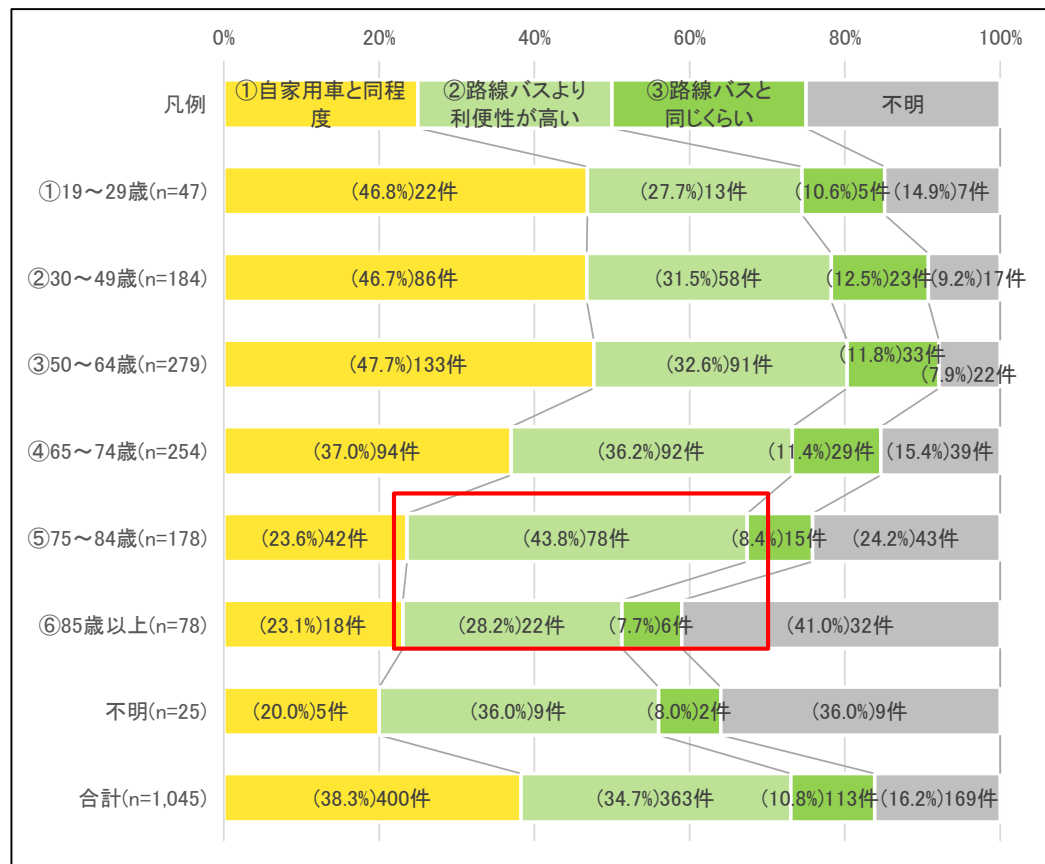 0% 20% 40% 60% 80% 100%
凡例
①自家用車と同程
度
②路線バスより
利便性が高い
③路線バスと
同じくらい
不明
①19～29歳(n=47) (46.8%)22件 (27.7%)13件 (10.6%)5件 (14.9%)7件
②30～49歳(n=184) (46.7%)86件 (31.5%)58件 (12.5%)23件 (9.2%)17件
③50～64歳(n=279) (47.7%)133件 (32.6%)91件 (11.8%)33件 (7.9%)22件
④65～74歳(n=254) (37.0%)94件 (36.2%)92件 (11.4%)29件 (15.4%)39件
⑤75～84歳(n=178) (23.6%)42件 (43.8%)78件 (8.4%)15件 (24.2%)43件
⑥85歳以上(n=78) (23.1%)18件 (28.2%)22件 (7.7%)6件 (41.0%)32件
不明(n=25) (20.0%)5件 (36.0%)9件 (8.0%)2件 (36.0%)9件
合計(n=1,045) (38.3%)400件 (34.7%)363件 (10.8%)113件 (16.2%)169件